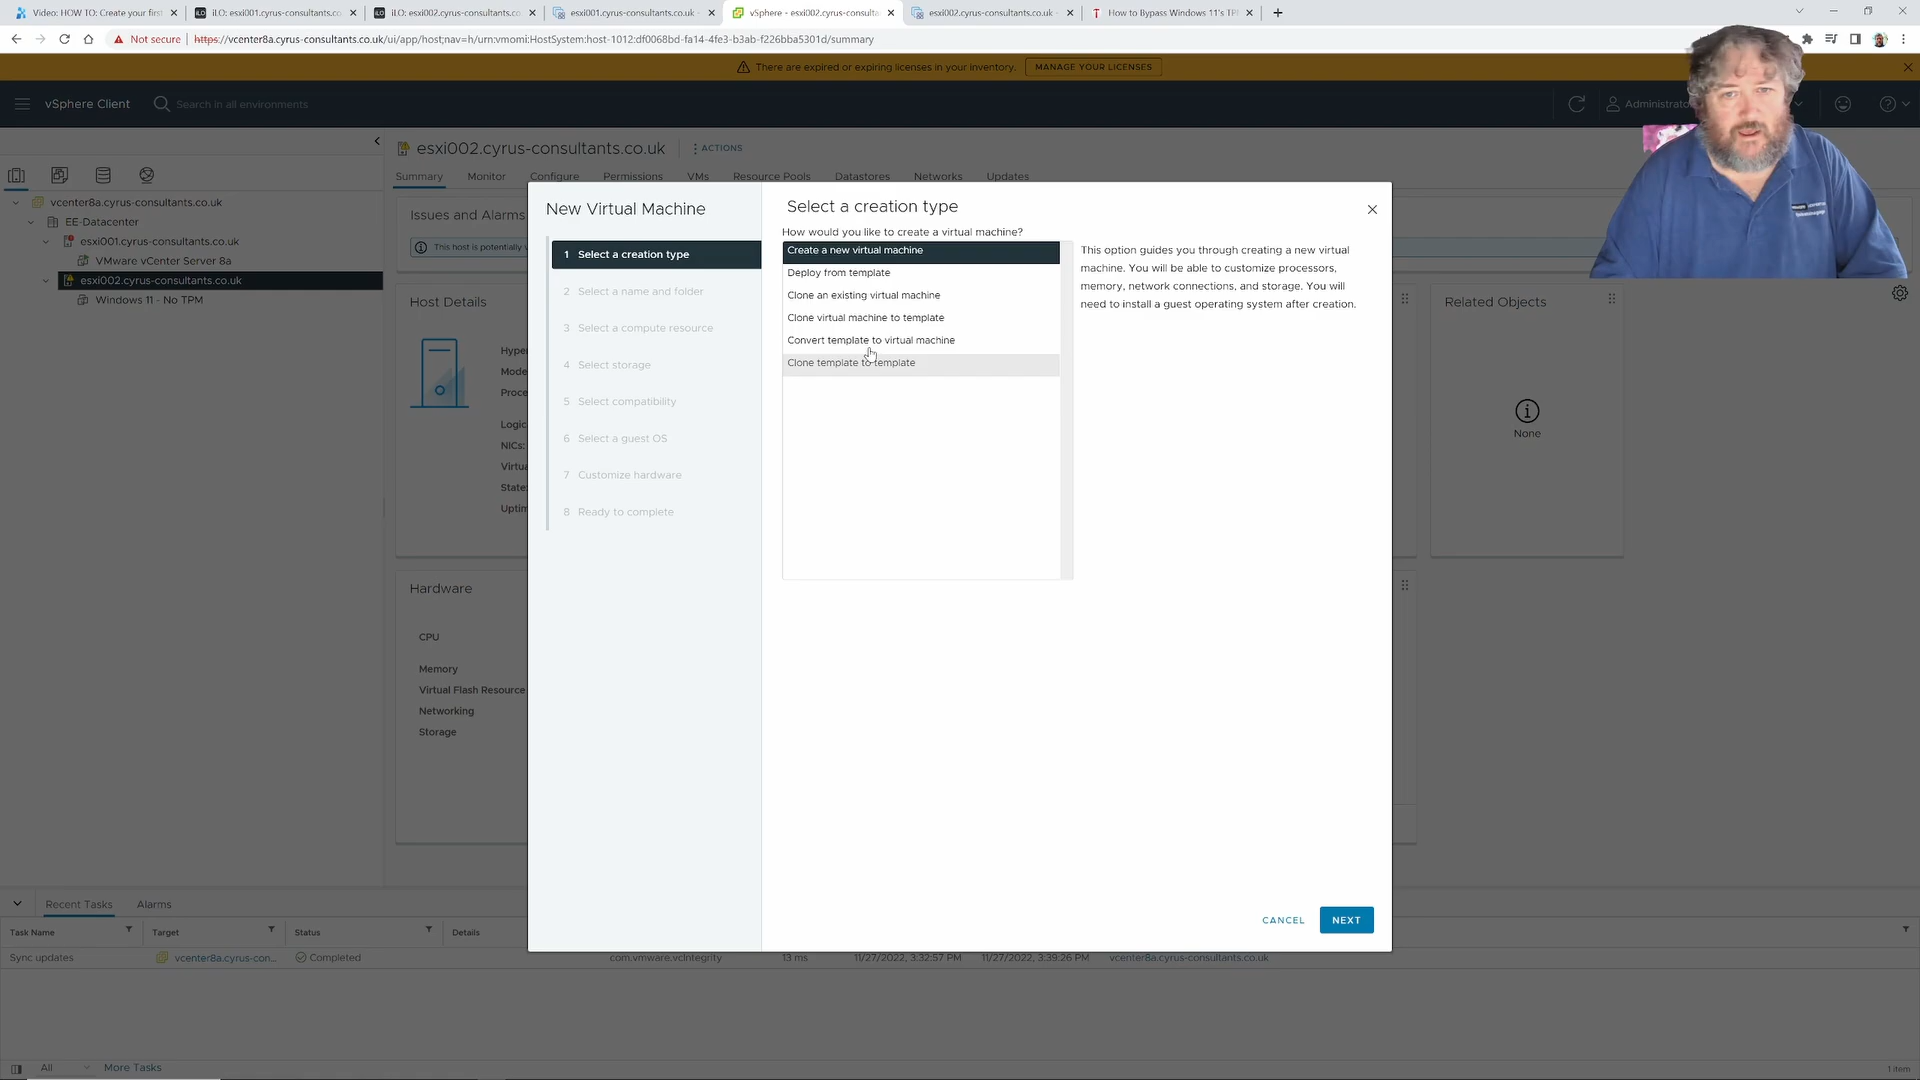 Video: HOW TO: Create your first
iLO: esxi001.cyrus-consultants.co.
iLO: esxi002.cyrus-consultants.co.
esxi001.cyrus-consultants.co.uk -
vSphere - esxi002.cyrus-consulta
esxi002.cyrus-consultants.co.uk -
How to Bypass Windows 11's TP
Not secure
https://vcenter8a.cyrus-consultants.co.uk/ui/app/host;nav=h/urn:vmomi:HostSystem:host-1012:df0068bd-fa14-4fe3-b3ab-f226bba5301d/summary
There are expired or expiring licenses in your inventory.
MANAGE YOUR LICENSES
vSphere Client
Search in all environments
Administrato
esxi002.cyrus-consultants.co.uk
ACTIONS
Summary
Monitor
Configure
Permissions
VMs
Resource Pools
Datastores
Networks
Updates
vcenter8a.cyrus-consultants.co.uk
EE-Datacenter
esxi001.cyrus-consultants.co.uk
VMware vCenter Server 8a
esxi002.cyrus-consultants.co.uk
Windows 11 - No TPM
Issues and Alarms
This host is potentially v
Host Details
Hyper
Mode
Proce
Logic
NICs:
Virtua
State:
Uptim
Hardware
CPU
Memory
Virtual Flash Resource
Networking
Storage
Related Objects
None
New Virtual Machine
1 Select a creation type
2 Select a name and folder
3 Select a compute resource
4 Select storage
5 Select compatibility
6 Select a guest OS
7 Customize hardware
8 Ready to complete
Select a creation type
How would you like to create a virtual machine?
Create a new virtual machine
Deploy from template
Clone an existing virtual machine
Clone virtual machine to template
Convert template to virtual machine
Clone template to template
This option guides you through creating a new virtual
machine. You will be able to customize processors,
memory, network connections, and storage. You will
need to install a guest operating system after creation.
CANCEL
NEXT
Recent Tasks
Alarms
Task Name
Target
Status
Details
Sync updates
vcenter8a.cyrus-con...
Completed
com.vmware.vcIntegrity
13 ms
11/27/2022, 3:32:57 PM
11/27/2022, 3:39:26 PM
vcenter8a.cyrus-consultants.co.uk
All
More Tasks
1 item